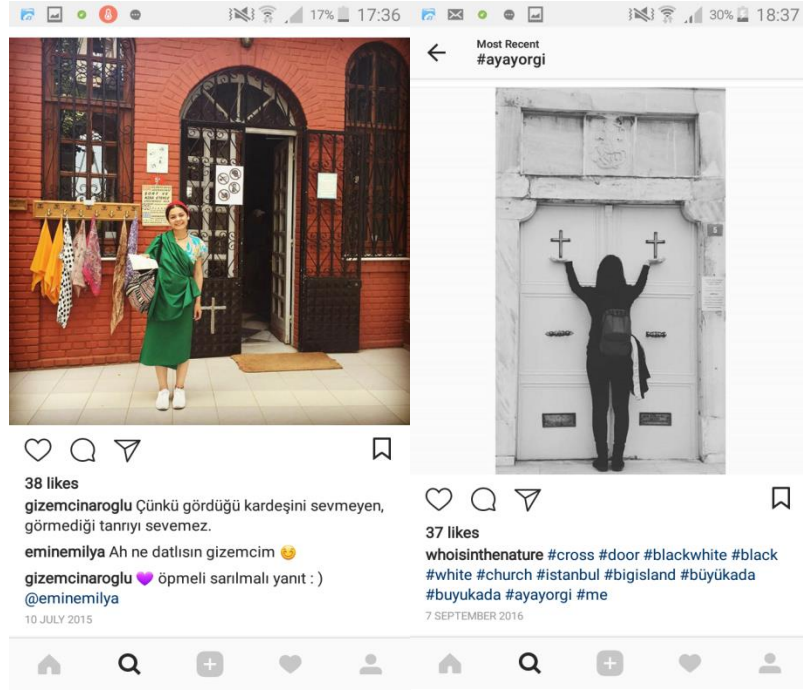 17% 17:36
38 likes
gizemcinaroglu Çünkü gördüğü kardeşini sevmeyen,
görmediği tanrıyı sevemez.
eminemilya Ah ne datlısın gizemcim 😊
gizemcinaroglu 💜 öpmeli sarılmalı yanıt : )
@eminemilya
10 JULY 2015
30% 18:37
Most Recent
#ayayorgi
37 likes
whoisinthenature #cross #door #blackwhite #black
#white #church #istanbul #bigisland #büyükada
#buyukada #ayayorgi #me
7 SEPTEMBER 2016